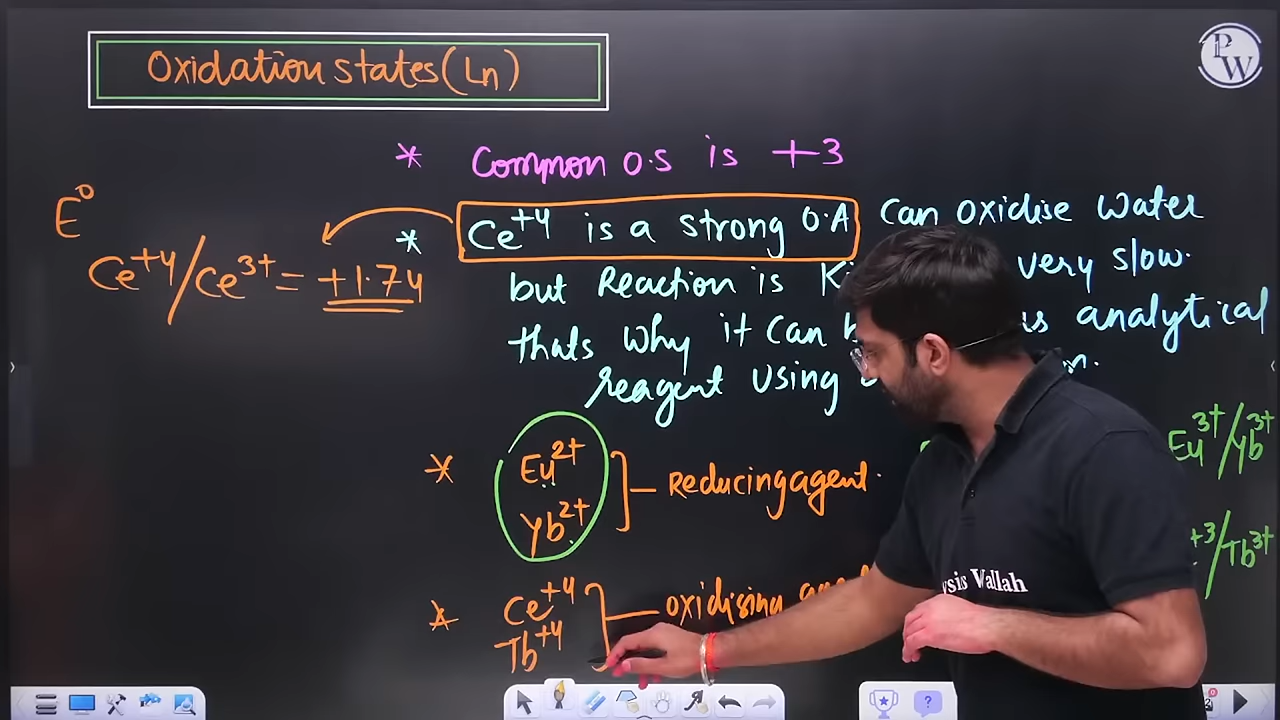 Oxidation states (Ln)
PW
* Common O.S is +3
E° Ce+4/Ce3+ = +1.74
* Ce+4 is a strong O.A Can oxidise water
but Reaction is very slow.
thats why it can analytical
reagent using
* Eu2+
Yb2+
Reducing agent.
Eu3+/Yb3+
+3/Tb3+
* Ce+4
Tb+4
oxidising
Wallah